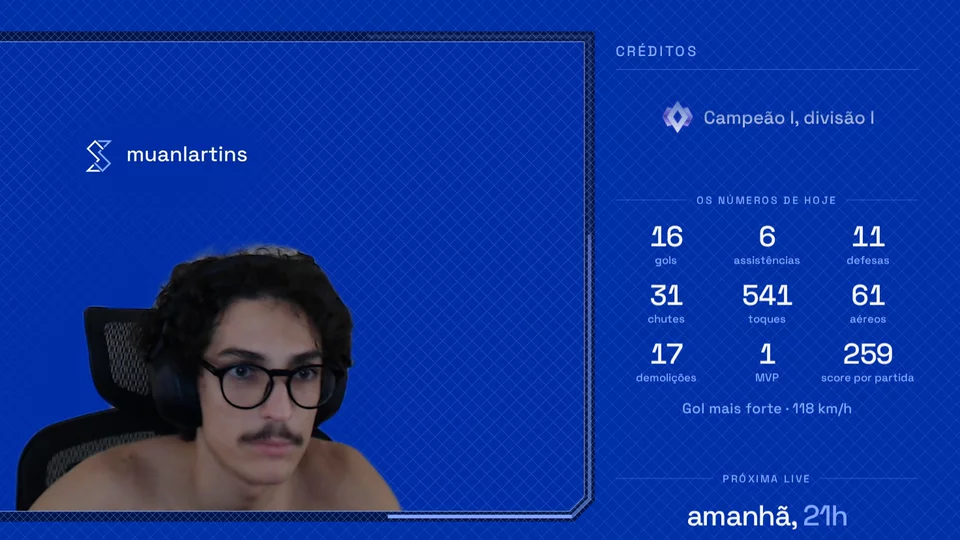 CRÉDITOS
Campeão I, divisão I
muanlartins
OS NÚMEROS DE HOJE
16 6 11
gols assistências defesas
31 541 61
chutes toques aéreos
17 1 259
demolições MVP score por partida
Gol mais forte · 118 km/h
PRÓXIMA LIVE
amanhã, 21h